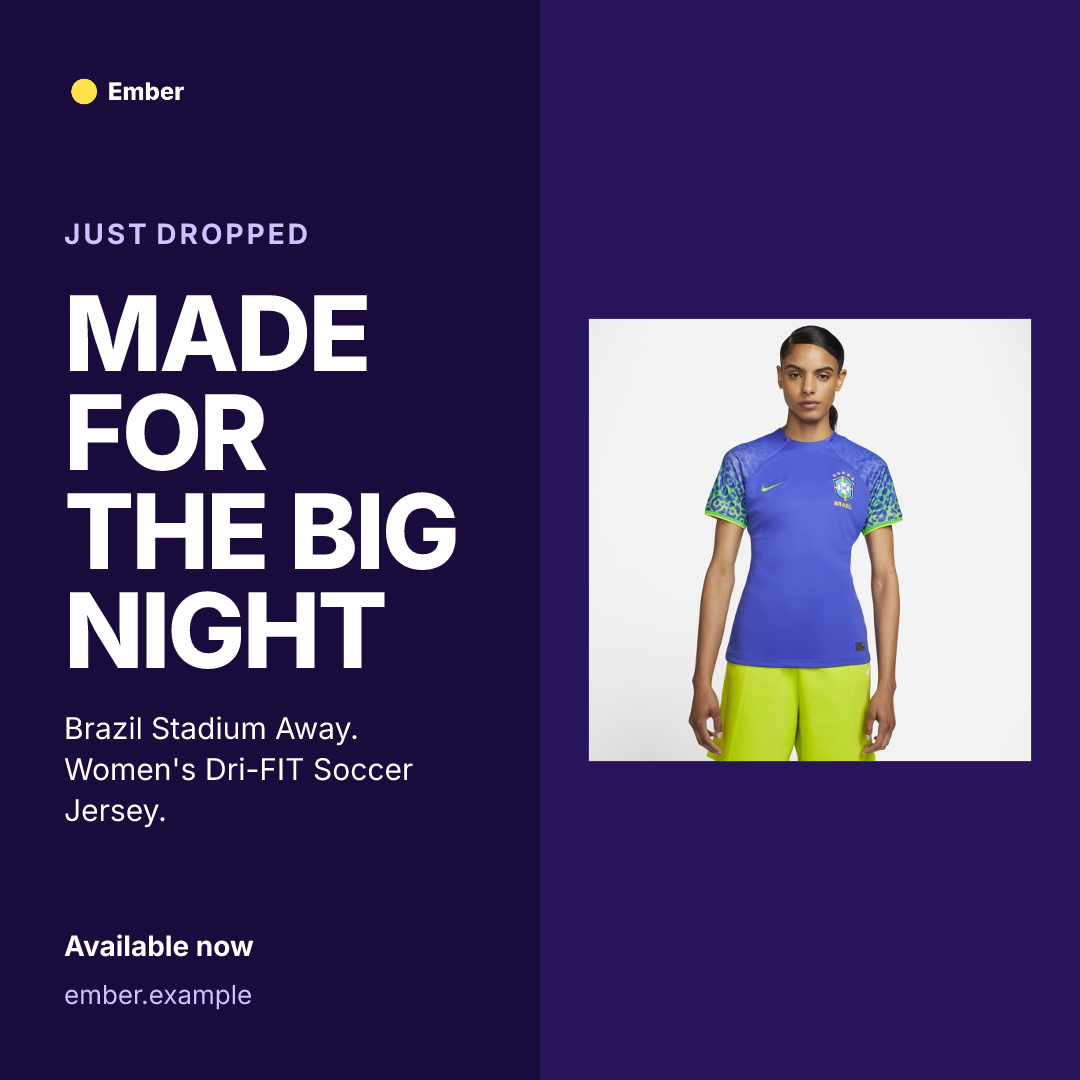 Ember
JUST DROPPED
MADE
FOR
THE BIG
NIGHT
Brazil Stadium Away.
Women's Dri-FIT Soccer
Jersey.
Available now
ember.example
BRASIL